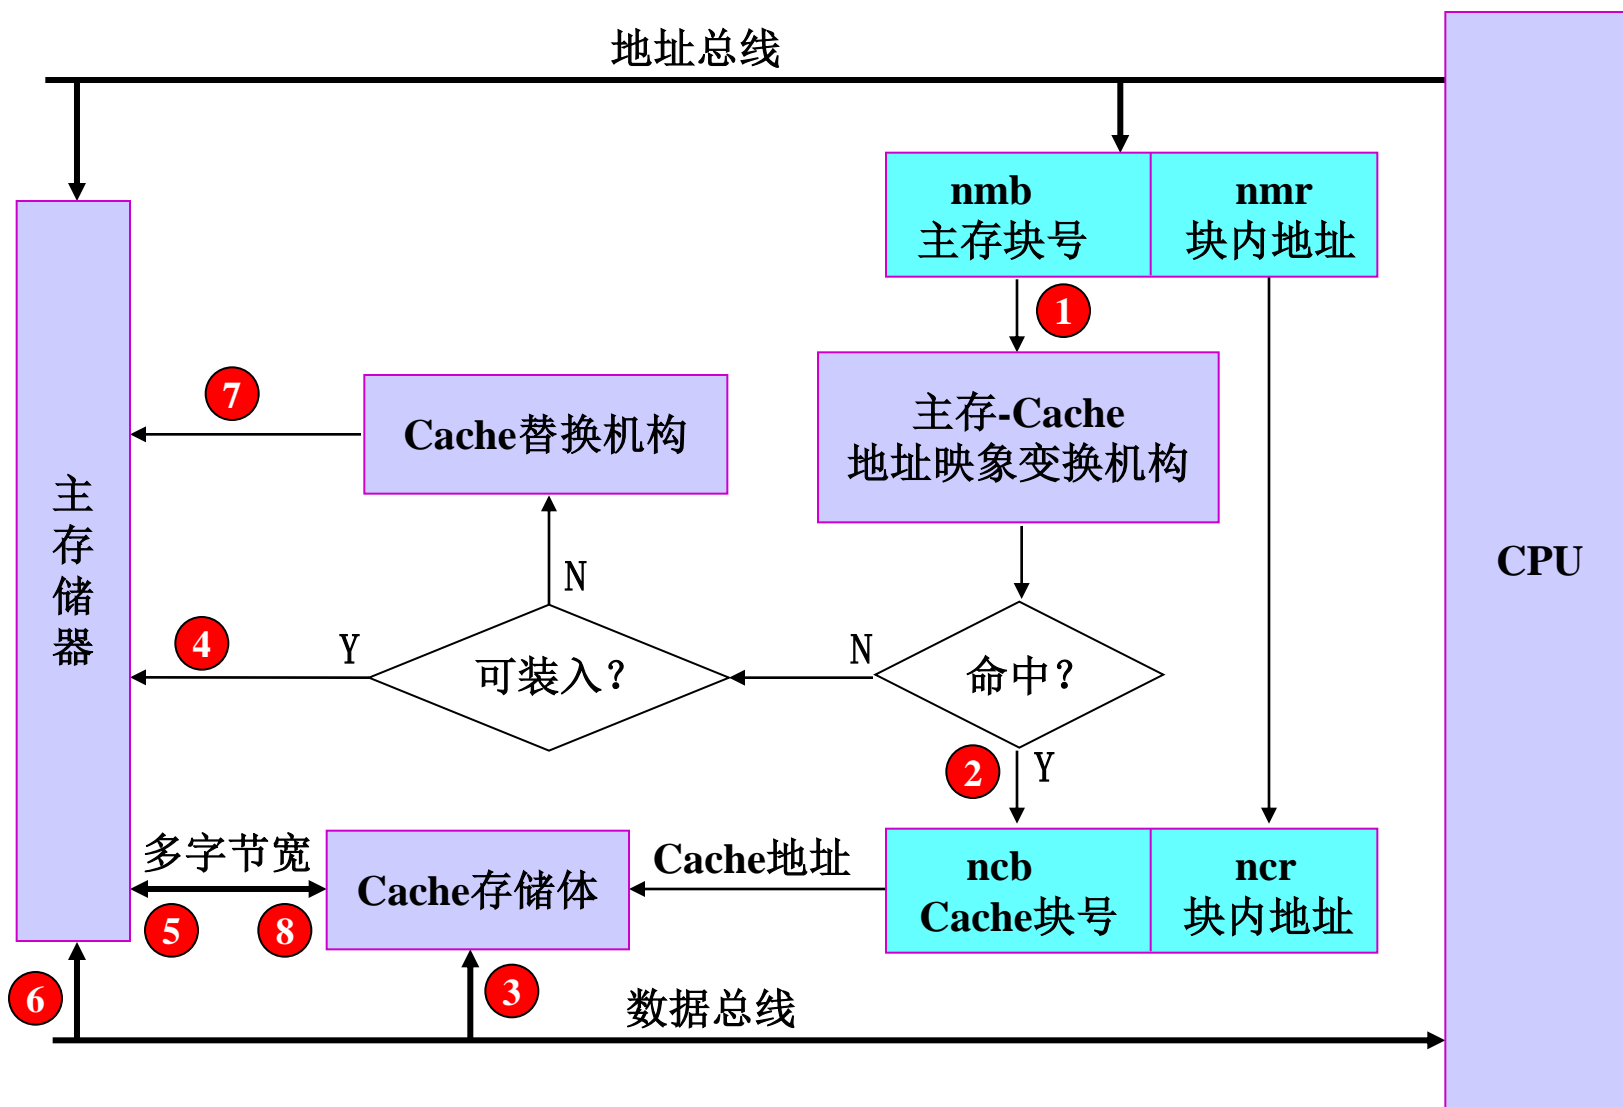 地址总线
nmb
主存块号
nmr
块内地址
1
主存-Cache
地址映象变换机构
7
Cache替换机构
主存储器
CPU
N
4
Y
可装入?
N
命中?
2
Y
多字节宽
5
8
Cache存储体
Cache地址
ncb
Cache块号
ncr
块内地址
6
3
数据总线